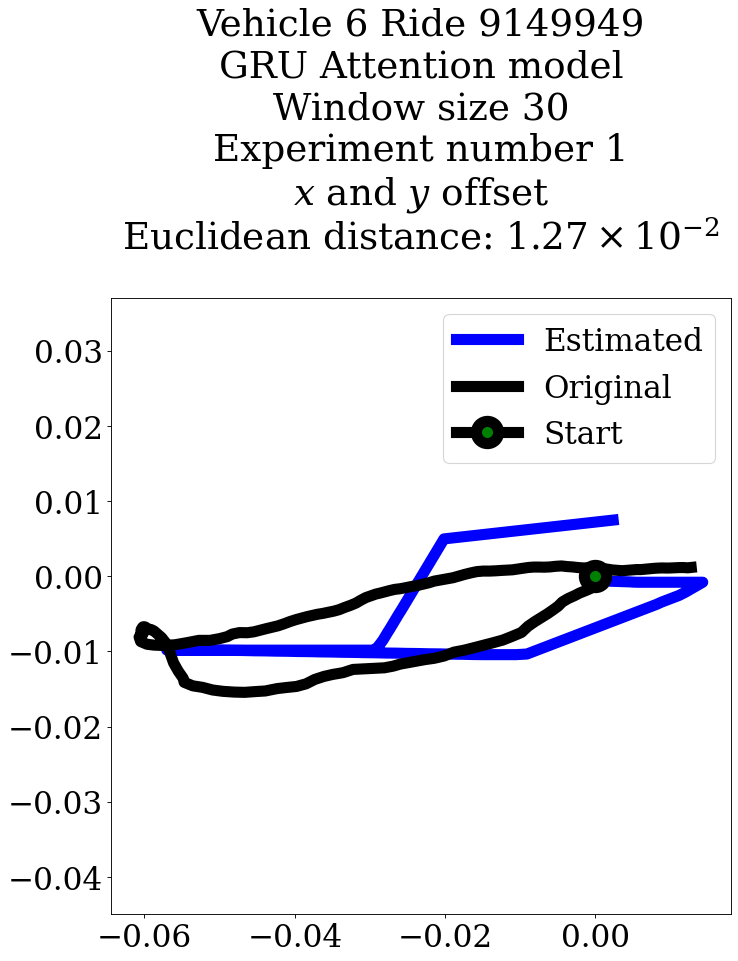 Vehicle 6 Ride 9149949
GRU Attention model
Window size 30
Experiment number 1
x and y offset
Euclidean distance: 1.27 × 10⁻²
Estimated
Original
Start
0.03
0.02
0.01
0.00
−0.01
−0.02
−0.03
−0.04
−0.06 −0.04 −0.02 0.00